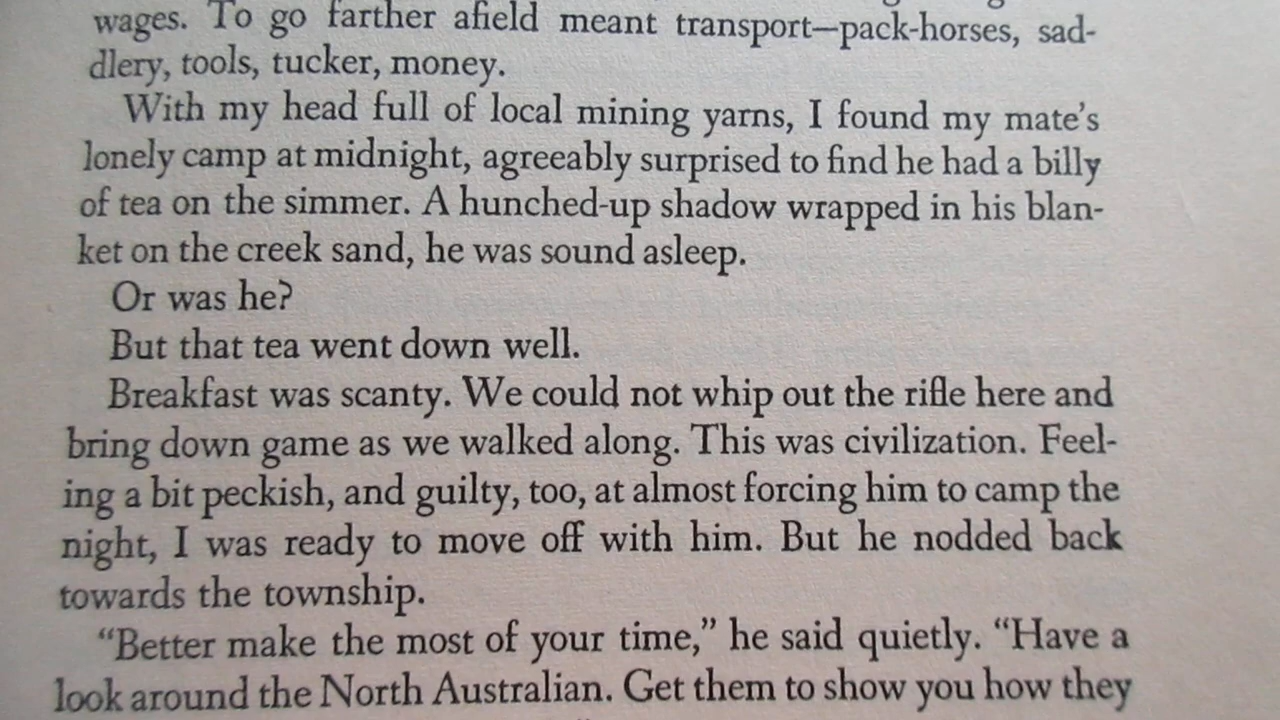 wages. To go farther afield meant transport—pack-horses, sad-
dlery, tools, tucker, money.
With my head full of local mining yarns, I found my mate's
lonely camp at midnight, agreeably surprised to find he had a billy
of tea on the simmer. A hunched-up shadow wrapped in his blan-
ket on the creek sand, he was sound asleep.
Or was he?
But that tea went down well.
Breakfast was scanty. We could not whip out the rifle here and
bring down game as we walked along. This was civilization. Feel-
ing a bit peckish, and guilty, too, at almost forcing him to camp the
night, I was ready to move off with him. But he nodded back
towards the township.
“Better make the most of your time,” he said quietly. “Have a
look around the North Australian. Get them to show you how they